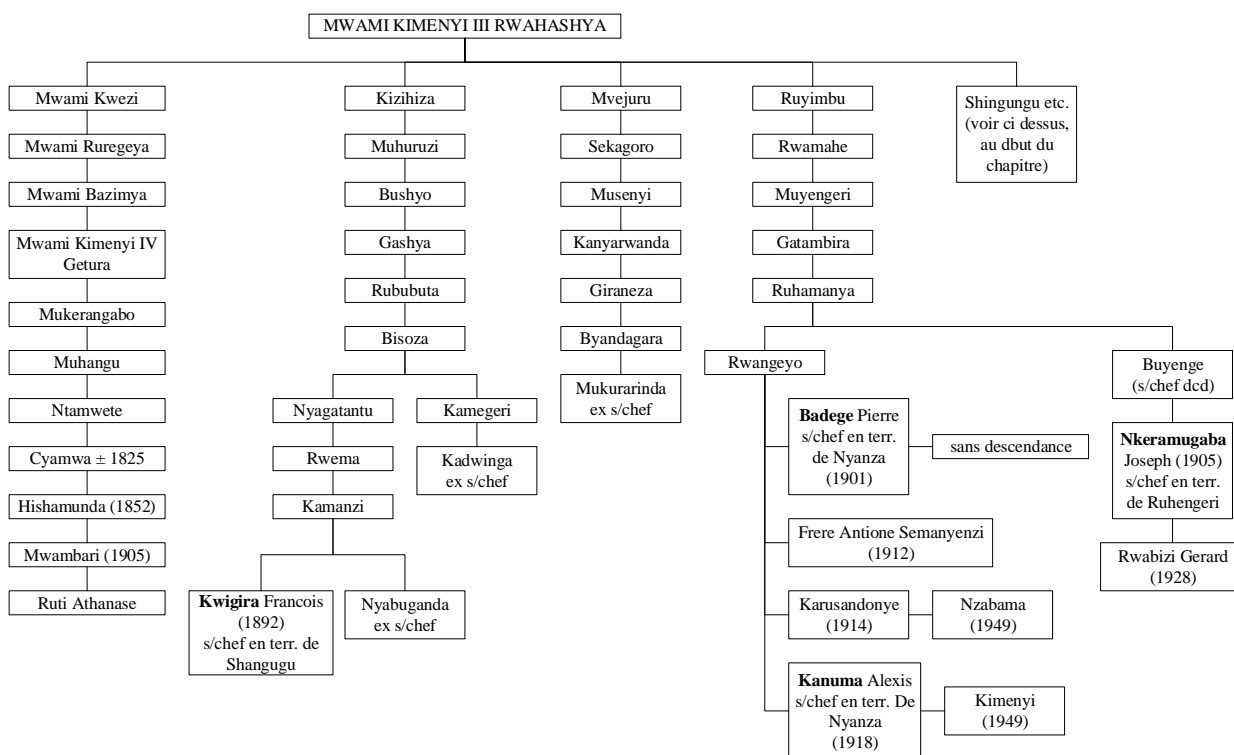 MWAMI KIMENYI III RWAHASHYA
Mwami Kwezi
Mwami Ruregeya
Mwami Bazimya
Mwami Kimenyi IV
Getura
Mukerangabo
Muhangu
Ntamwete
Cyamwa ± 1825
Hishamunda (1852)
Mwambari (1905)
Ruti Athanase
Kizihiza
Muhuruzi
Bushyo
Gashya
Rububuta
Bisoza
Nyagatantu
Rwema
Kamanzi
Kwigira Francois
(1892)
s/chef en terr. de
Shangugu
Nyabuganda
ex s/chef
Kamegeri
Kadwinga
ex s/chef
Mvejuru
Sekagoro
Musenyi
Kanyarwanda
Giraneza
Byandagara
Mukurarinda
ex s/chef
Ruyimbu
Rwamahe
Muyengeri
Gatambira
Ruhamanya
Rwangeyo
Badege Pierre
s/chef en terr.
de Nyanza
(1901)
sans descendance
Frere Antione Semanyenzi
(1912)
Karusandonye
(1914)
Nzabama
(1949)
Kanuma Alexis
s/chef en terr. De
Nyanza
(1918)
Kimenyi
(1949)
Buyenge
(s/chef dcd)
Nkeramugaba
Joseph (1905)
s/chef en terr.
de Ruhengeri
Rwabizi Gerard
(1928)
Shingungu etc.
(voir ci dessus,
au dbut du
chapitre)